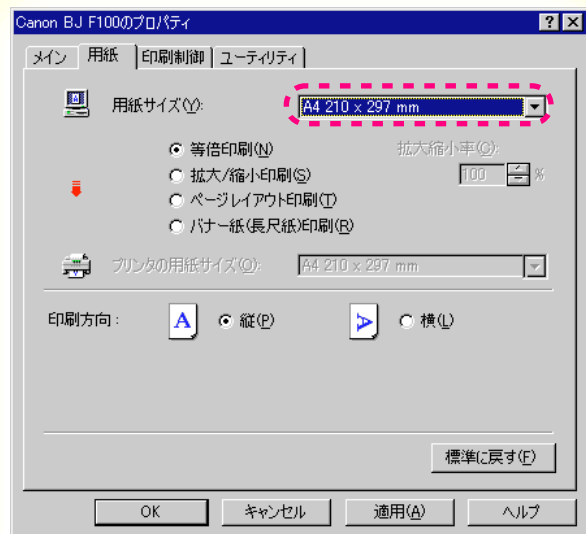 Canon BJ F100のプロパティ
メイン 用紙 印刷制御 ユーティリティ
用紙サイズ(Y): A4 210 x 297 mm
等倍印刷(N) 拡大縮小率(C):
拡大/縮小印刷(S) 100 %
ページレイアウト印刷(T)
バナー紙(長尺紙)印刷(R)
プリンタの用紙サイズ(O): A4 210 x 297 mm
印刷方向: A 縦(P) A 横(L)
標準に戻す(F)
OK キャンセル 適用(A) ヘルプ